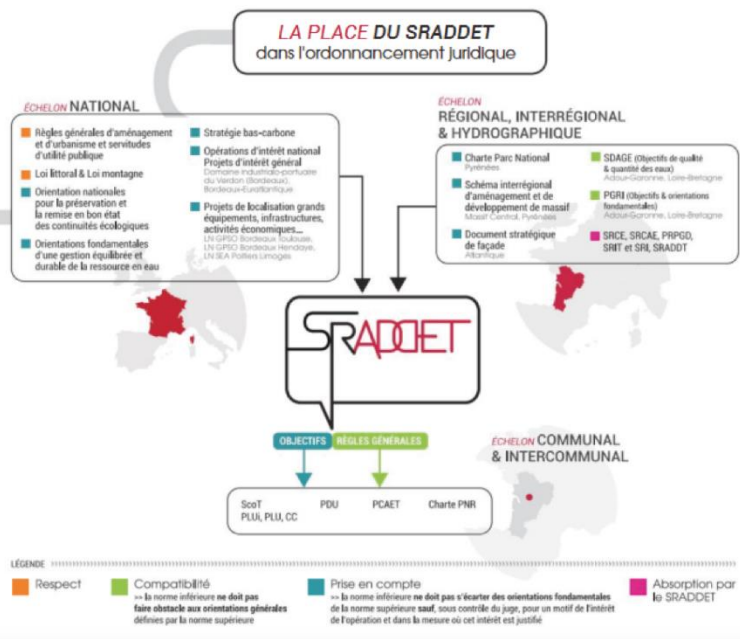 LA PLACE DU SRADDET
dans l'ordonnancement juridique
ÉCHELON NATIONAL
Règles générales d'aménagement
et d'urbanisme et servitudes
d'utilité publique
Loi littoral & Loi montagne
Orientation nationales
pour la préservation et
la remise en bon état
des continuités écologiques
Orientations fondamentales
d'une gestion équilibrée et
durable de la ressource en eau
Stratégie bas-carbone
Opérations d'intérêt national
Projets d'intérêt général
Domaine industrialo-portuaire
du Verdon (Bordeaux),
Bordeaux-Euratlantique
Projets de localisation grands
équipements, infrastructures,
activités économiques...
LN GPSO Bordeaux Toulouse,
LN GPSO Bordeaux Hendaye,
LN SEA Poitiers Limoges
ÉCHELON
RÉGIONAL, INTERRÉGIONAL
& HYDROGRAPHIQUE
Charte Parc National
Pyrénées
Schéma interrégional
d'aménagement et de
développement de massif
Massif Central, Pyrénées
Document stratégique
de façade
Atlantique
SDAGE (Objectifs de qualité
& quantité des eaux)
Adour-Garonne, Loire-Bretagne
PGRI (Objectifs & orientations
fondamentales)
Adour-Garonne, Loire-Bretagne
SRCE, SRCAE, PRPGD,
SRIT et SRI, SRADDT
SRADDET
OBJECTIFS RÈGLES GÉNÉRALES
ÉCHELON COMMUNAL
& INTERCOMMUNAL
ScoT PDU PCAET Charte PNR
PLUi, PLU, CC
LÉGENDE
Respect
Compatibilité
>> la norme inférieure ne doit pas
faire obstacle aux orientations générales
définies par la norme supérieure
Prise en compte
>> la norme inférieure ne doit pas s'écarter des orientations fondamentales
de la norme supérieure sauf, sous contrôle du juge, pour un motif de l'intérêt
de l'opération et dans la mesure où cet intérêt est justifié
Absorption par
le SRADDET